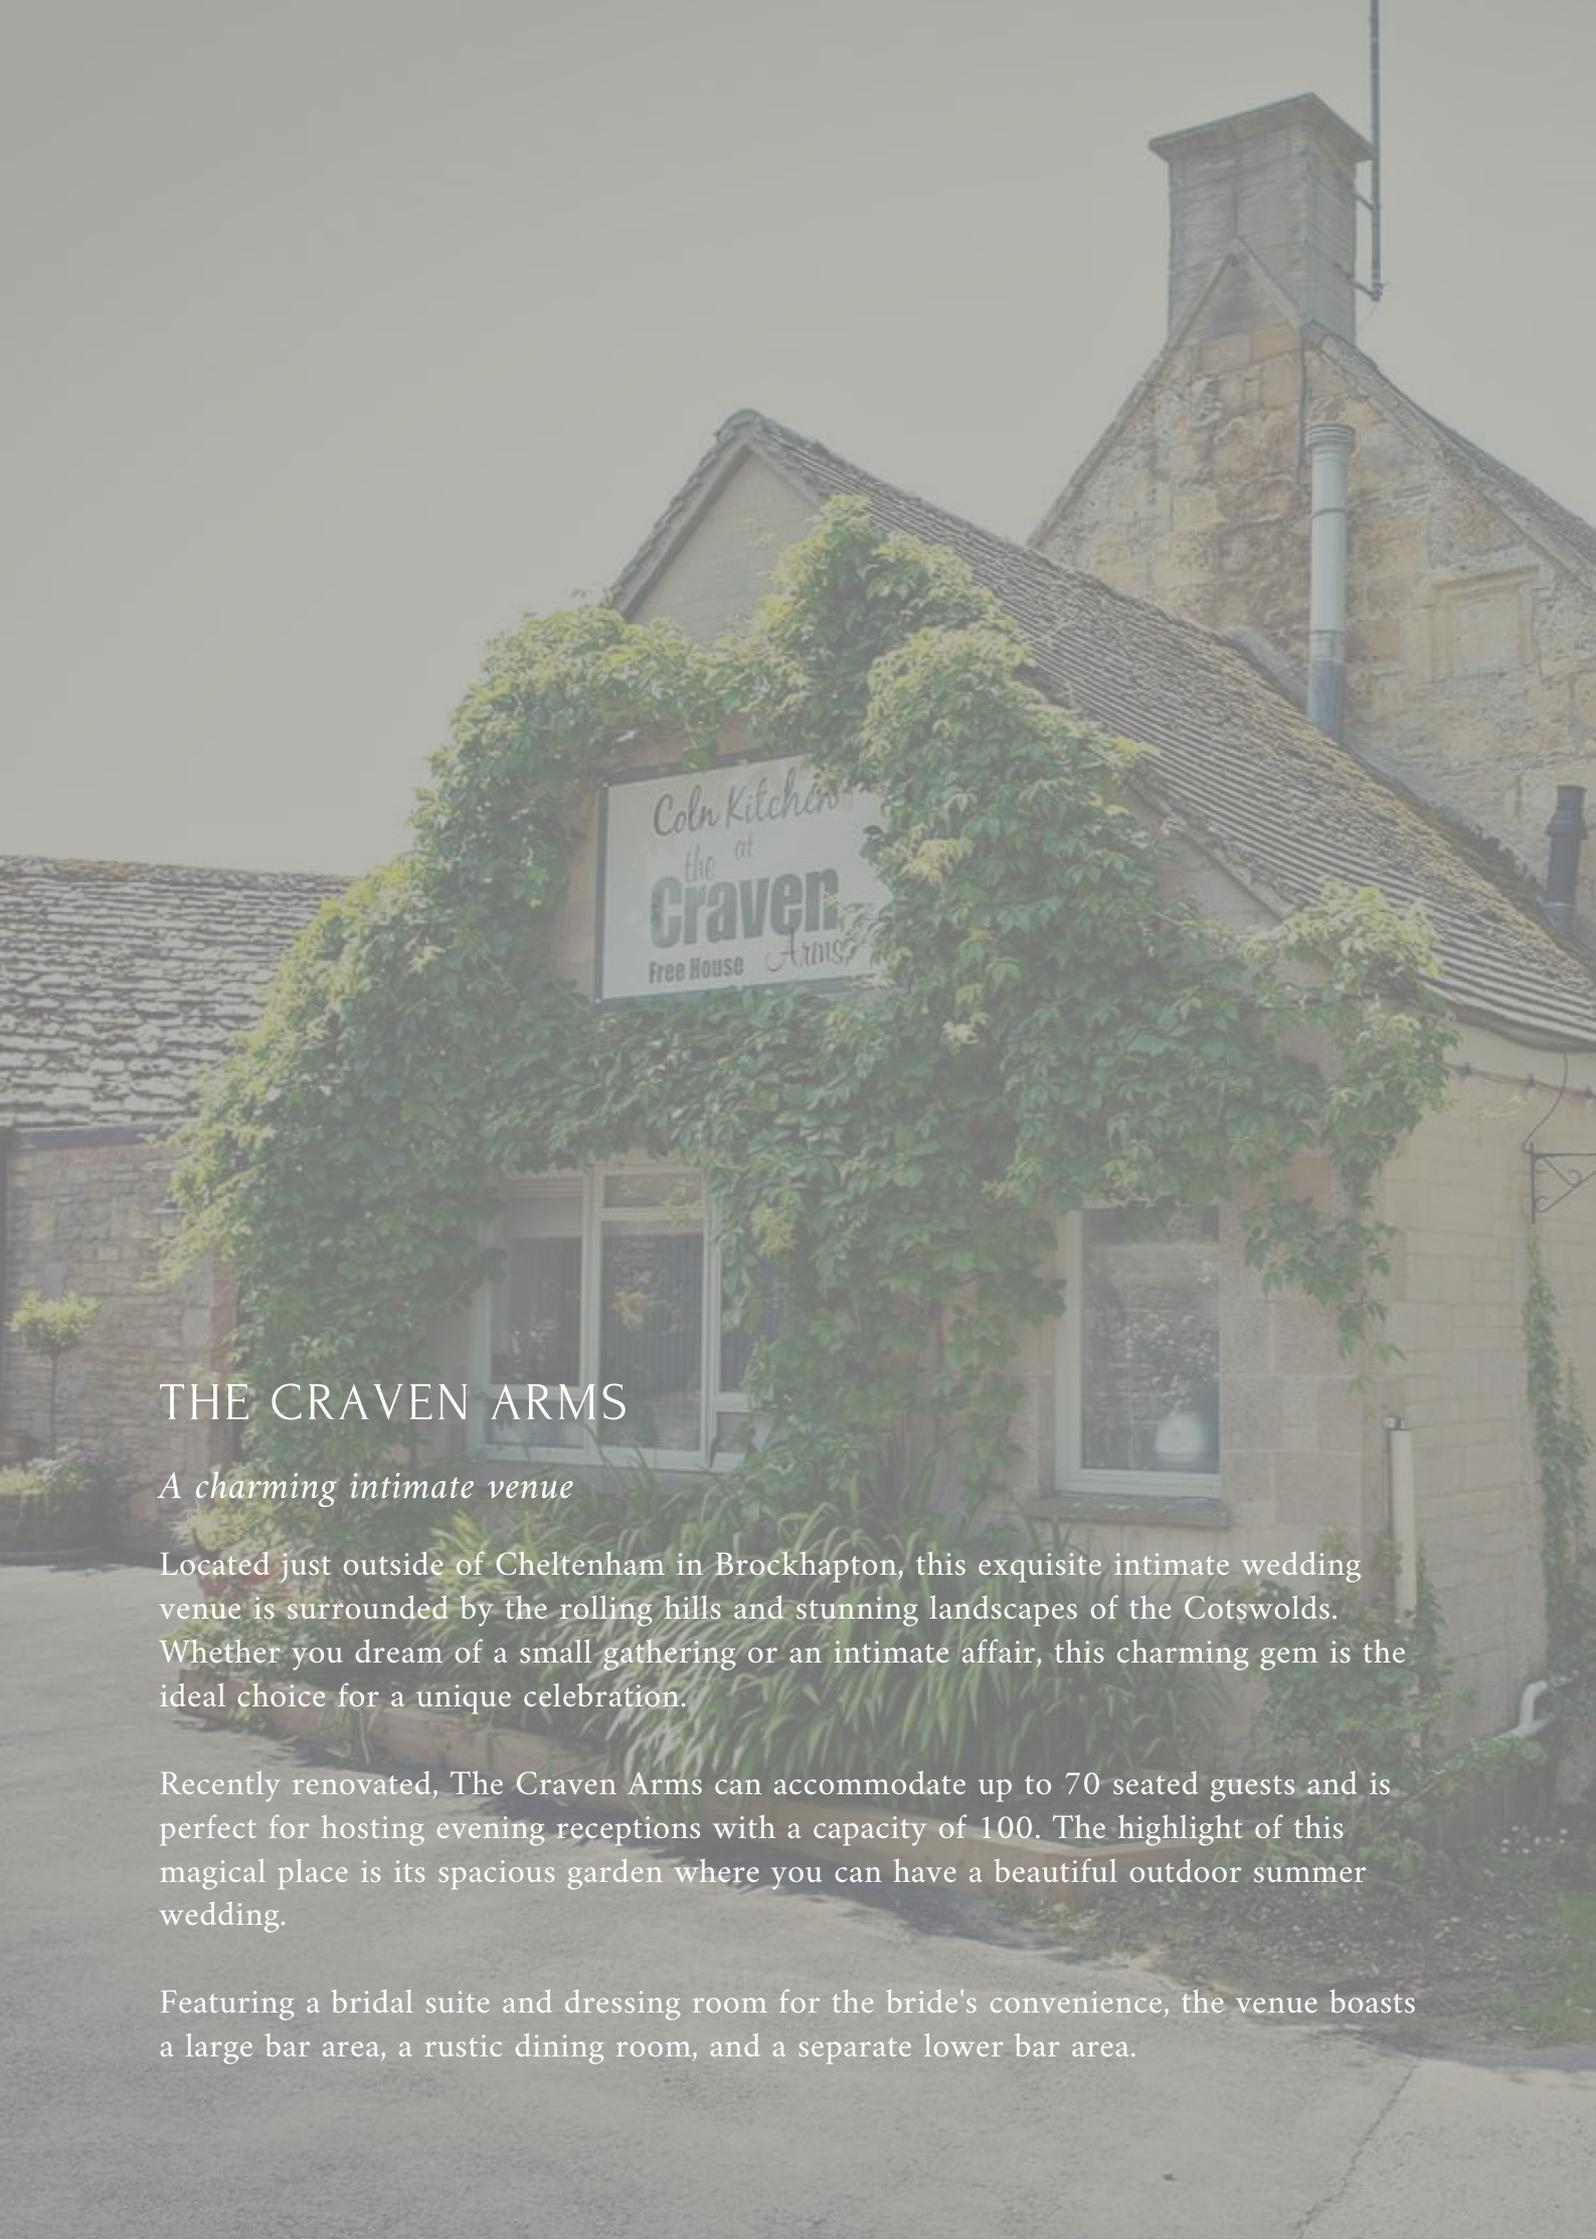 Coln Kitchen
at
the
Craven
Arms
Free House
THE CRAVEN ARMS
A charming intimate venue
Located just outside of Cheltenham in Brockhapton, this exquisite intimate wedding
venue is surrounded by the rolling hills and stunning landscapes of the Cotswolds.
Whether you dream of a small gathering or an intimate affair, this charming gem is the
ideal choice for a unique celebration.
Recently renovated, The Craven Arms can accommodate up to 70 seated guests and is
perfect for hosting evening receptions with a capacity of 100. The highlight of this
magical place is its spacious garden where you can have a beautiful outdoor summer
wedding.
Featuring a bridal suite and dressing room for the bride's convenience, the venue boasts
a large bar area, a rustic dining room, and a separate lower bar area.